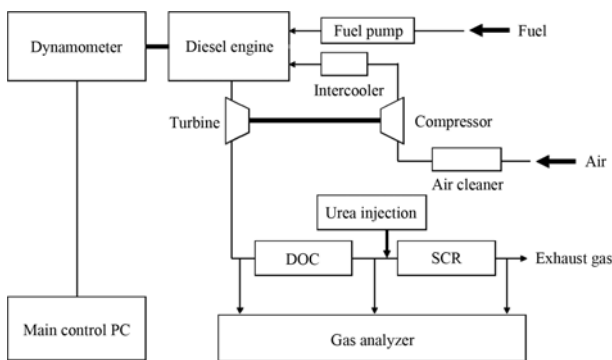 Dynamometer
Diesel engine
Fuel pump
Fuel
Intercooler
Turbine
Compressor
Air
Air cleaner
Urea injection
DOC
SCR
Exhaust gas
Main control PC
Gas analyzer